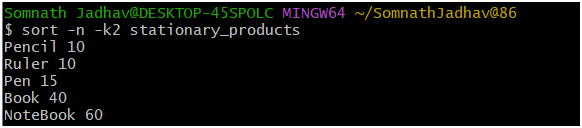 Somnath Jadhav@DESKTOP-45SPOLC MINGW64 ~/SomnathJadhav@86
$ sort -n -k2 stationary_products
Pencil 10
Ruler 10
Pen 15
Book 40
NoteBook 60